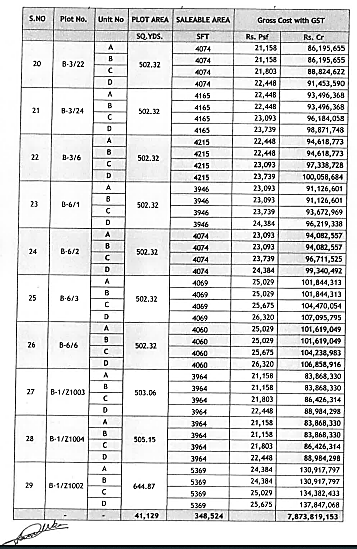 S.NO Plot No. Unit No PLOT AREA SALEABLE AREA Gross Cost with GST
SQ.YDS. SFT Rs. Psf Rs. Cr
20 B-3/22 502.32
A 4074 21,158 86,195,655
B 4074 21,158 86,195,655
C 4074 21,803 88,824,622
D 4074 22,448 91,453,590
21 B-3/24 502.32
A 4165 22,448 93,496,368
B 4165 22,448 93,496,368
C 4165 23,093 96,184,058
D 4165 23,739 98,871,748
22 B-3/6 502.32
A 4215 22,448 94,618,773
B 4215 22,448 94,618,773
C 4215 23,093 97,338,728
D 4215 23,739 100,058,684
23 B-6/1 502.32
A 3946 23,093 91,126,601
B 3946 23,093 91,126,601
C 3946 23,739 93,672,969
D 3946 24,384 96,219,338
24 B-6/2 502.32
A 4074 23,093 94,082,557
B 4074 23,093 94,082,557
C 4074 23,739 96,711,525
D 4074 24,384 99,340,492
25 B-6/3 502.32
A 4069 25,029 101,844,313
B 4069 25,029 101,844,313
C 4069 25,675 104,470,054
D 4069 26,320 107,095,795
26 B-6/6 502.32
A 4060 25,029 101,619,049
B 4060 25,029 101,619,049
C 4060 25,675 104,238,983
D 4060 26,320 106,858,916
27 B-1/Z1003 503.06
A 3964 21,158 83,868,330
B 3964 21,158 83,868,330
C 3964 21,803 86,426,314
D 3964 22,448 88,984,298
28 B-1/Z1004 505.15
A 3964 21,158 83,868,330
B 3964 21,158 83,868,330
C 3964 21,803 86,426,314
D 3964 22,448 88,984,298
29 B-1/Z1002 644.87
A 5369 24,384 130,917,797
B 5369 24,384 130,917,797
C 5369 25,029 134,382,433
D 5369 25,675 137,847,068
- - 41,129 348,524 7,873,819,153